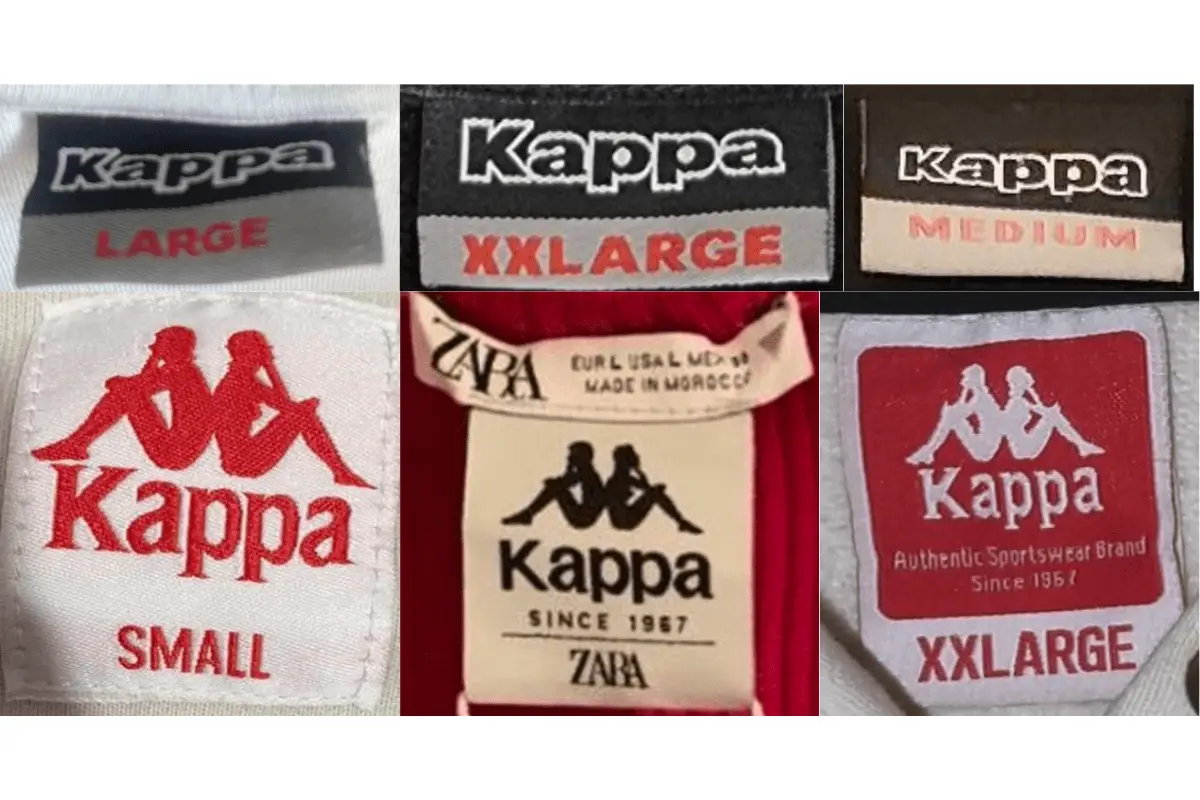 Kappa
LARGE
Kappa
XXLARGE
Kappa
MEDIUM
Kappa
SMALL
ZARA
EUR L USA L MEX
MADE IN MOROCCO
Kappa
SINCE 1967
ZARA
Kappa
Authentic Sportswear Brand
Since 1967
XXLARGE